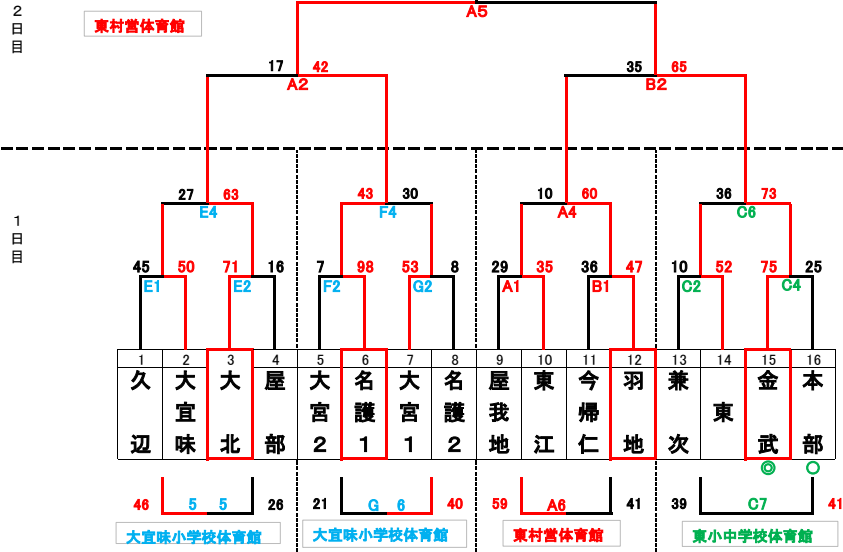 2日目
東村営体育館
A5
17 42
A2
35 65
B2
1日目
27 63
E4
43 30
F4
10 60
A4
36 73
C6
45 50
E1
71 16
E2
7 98
F2
53 8
G2
29 35
A1
36 47
B1
10 52
C2
75 25
C4
1 2 3 4 5 6 7 8 9 10 11 12 13 14 15 16
久辺
大宜味
大北
屋部
大宮2
名護1
大宮1
名護2
屋我地
東江
今帰仁
羽地
兼次
東
金武
本部
◎ ○
46 5 5 26
21 G 6 40
59 A6 41
39 C7 41
大宜味小学校体育館
大宜味小学校体育館
東村営体育館
東小中学校体育館